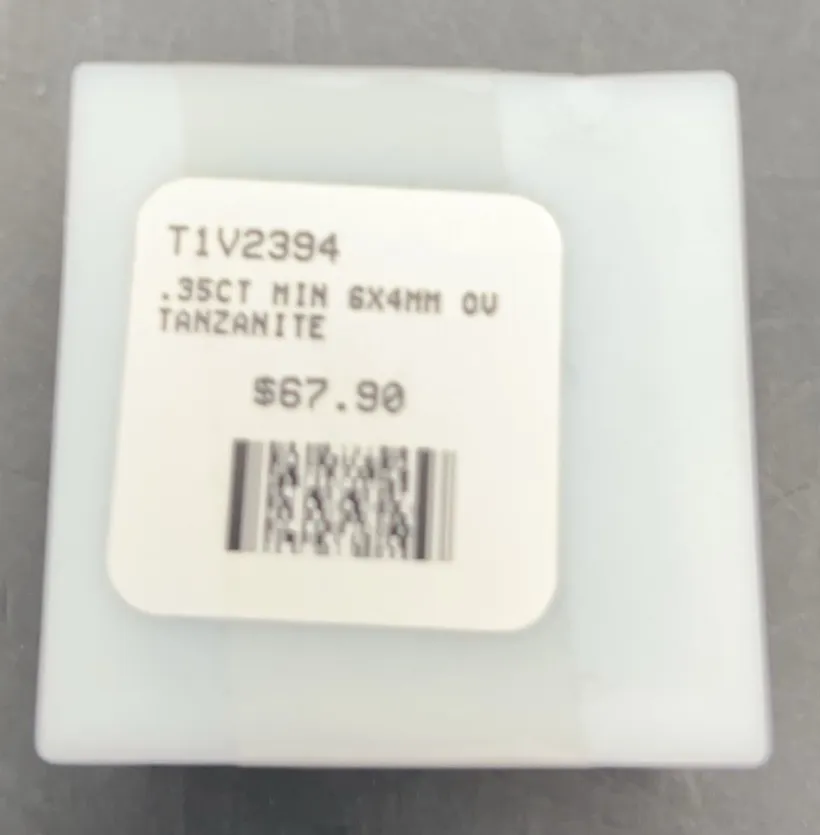 T1V2394
.35CT MIN 6X4MM OV
TANZANITE
$67.90